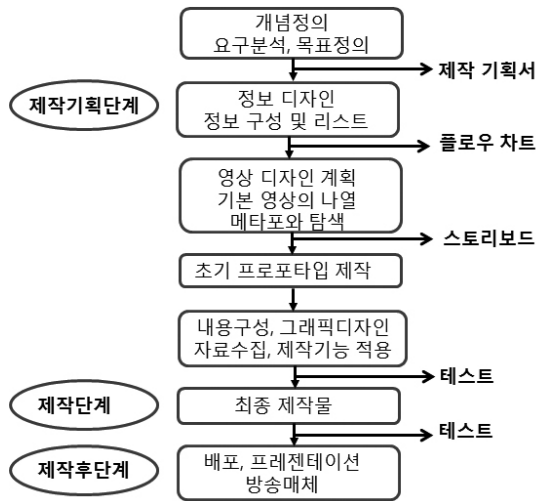 개념정의
요구분석, 목표정의
제작 기획서
제작기획단계
정보 디자인
정보 구성 및 리스트
플로우 차트
영상 디자인 계획
기본 영상의 나열
메타포와 탐색
스토리보드
초기 프로포타입 제작
내용구성, 그래픽디자인
자료수집, 제작기능 적용
테스트
제작단계
최종 제작물
테스트
제작후단계
배포, 프레젠테이션
방송매체